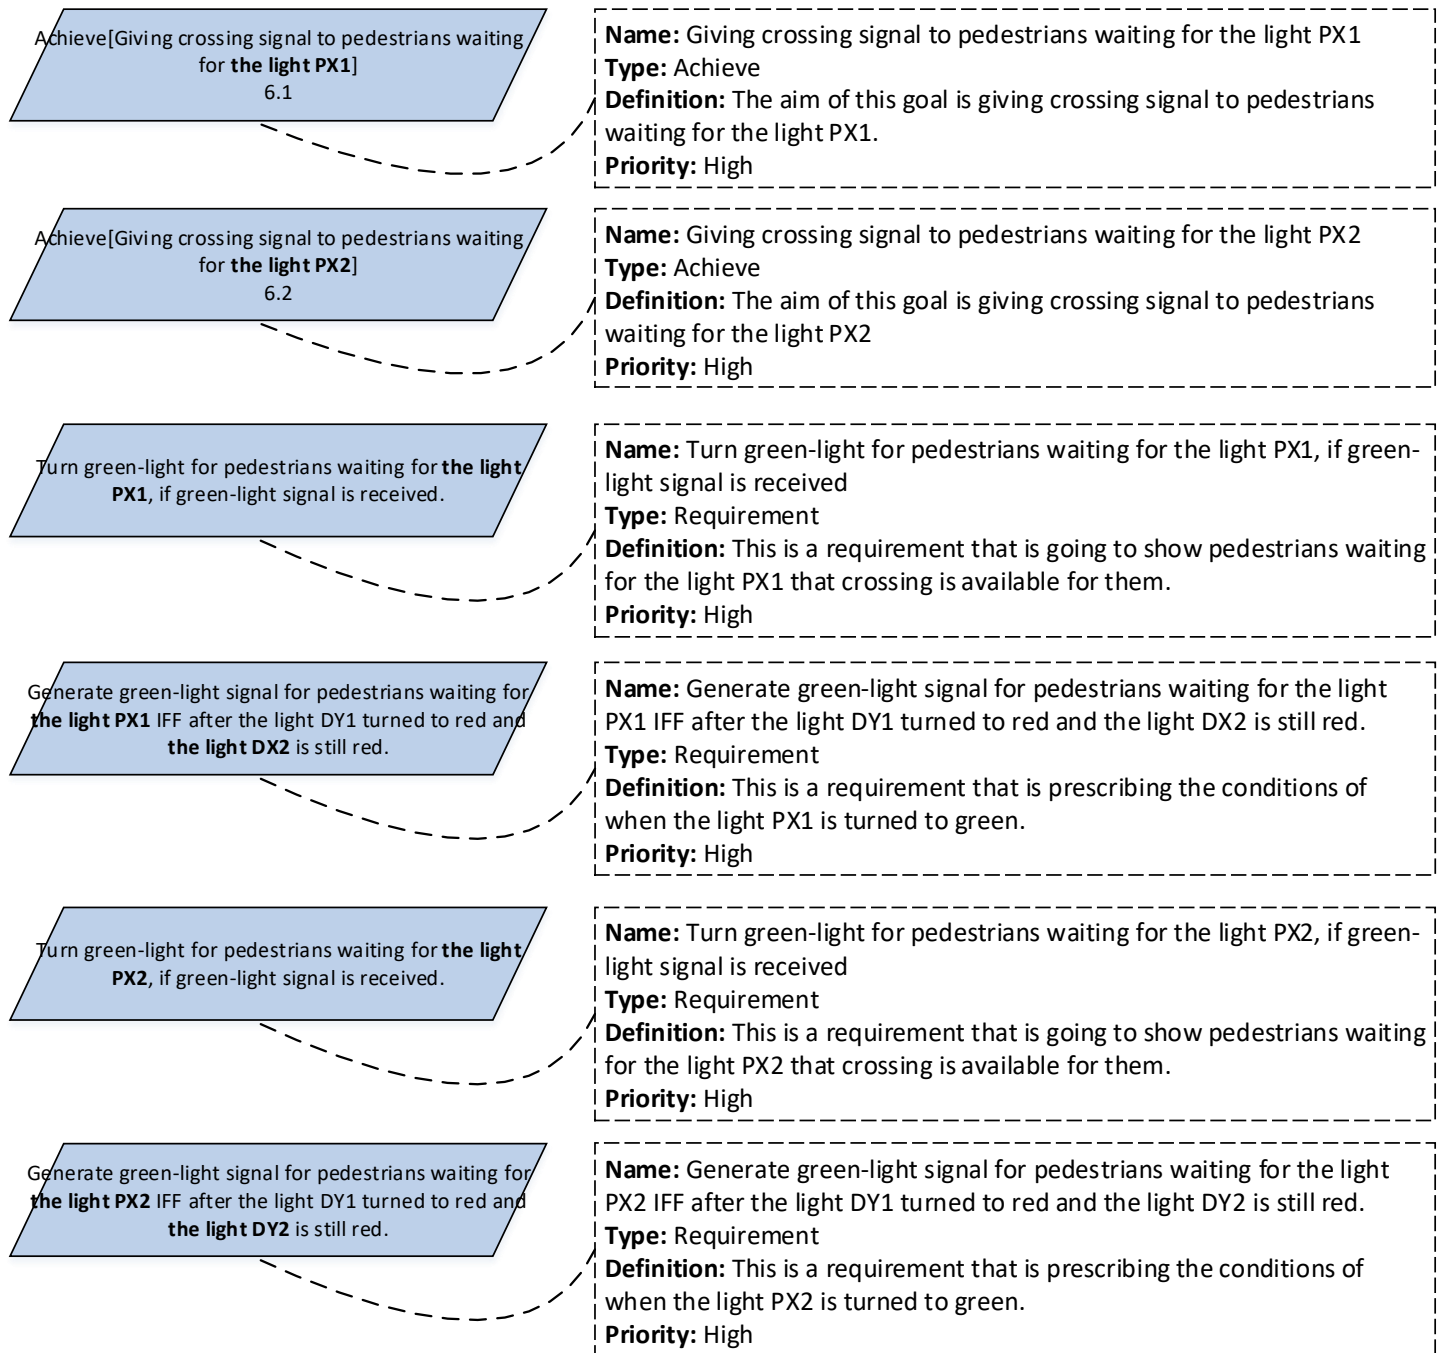 Achieve[Giving crossing signal to pedestrians waiting
for the light PX1]
6.1
Name: Giving crossing signal to pedestrians waiting for the light PX1
Type: Achieve
Definition: The aim of this goal is giving crossing signal to pedestrians
waiting for the light PX1.
Priority: High
Achieve[Giving crossing signal to pedestrians waiting
for the light PX2]
6.2
Name: Giving crossing signal to pedestrians waiting for the light PX2
Type: Achieve
Definition: The aim of this goal is giving crossing signal to pedestrians
waiting for the light PX2
Priority: High
Turn green-light for pedestrians waiting for the light
PX1, if green-light signal is received.
Name: Turn green-light for pedestrians waiting for the light PX1, if green-
light signal is received
Type: Requirement
Definition: This is a requirement that is going to show pedestrians waiting
for the light PX1 that crossing is available for them.
Priority: High
Generate green-light signal for pedestrians waiting for
the light PX1 IFF after the light DY1 turned to red and
the light DX2 is still red.
Name: Generate green-light signal for pedestrians waiting for the light
PX1 IFF after the light DY1 turned to red and the light DX2 is still red.
Type: Requirement
Definition: This is a requirement that is prescribing the conditions of
when the light PX1 is turned to green.
Priority: High
Turn green-light for pedestrians waiting for the light
PX2, if green-light signal is received.
Name: Turn green-light for pedestrians waiting for the light PX2, if green-
light signal is received
Type: Requirement
Definition: This is a requirement that is going to show pedestrians waiting
for the light PX2 that crossing is available for them.
Priority: High
Generate green-light signal for pedestrians waiting for
the light PX2 IFF after the light DY1 turned to red and
the light DY2 is still red.
Name: Generate green-light signal for pedestrians waiting for the light
PX2 IFF after the light DY1 turned to red and the light DY2 is still red.
Type: Requirement
Definition: This is a requirement that is prescribing the conditions of
when the light PX2 is turned to green.
Priority: High